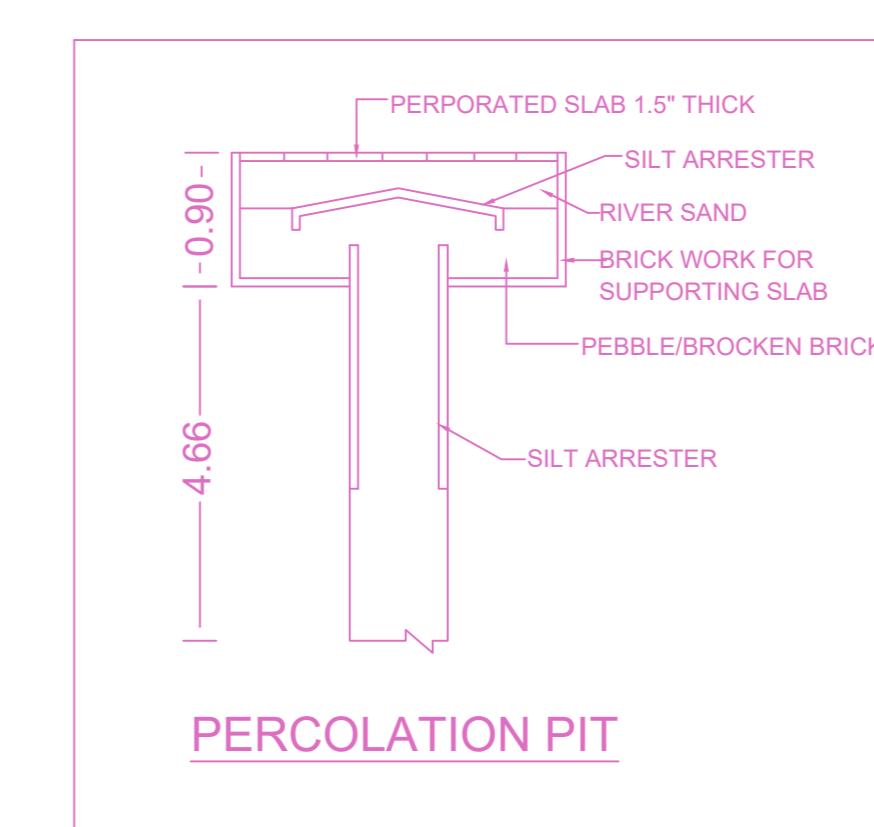 PERPORATED SLAB 1.5" THICK
SILT ARRESTER
RIVER SAND
BRICK WORK FOR
SUPPORTING SLAB
PEBBLE/BROCKEN BRICK
SILT ARRESTER
0.90
4.66
PERCOLATION PIT